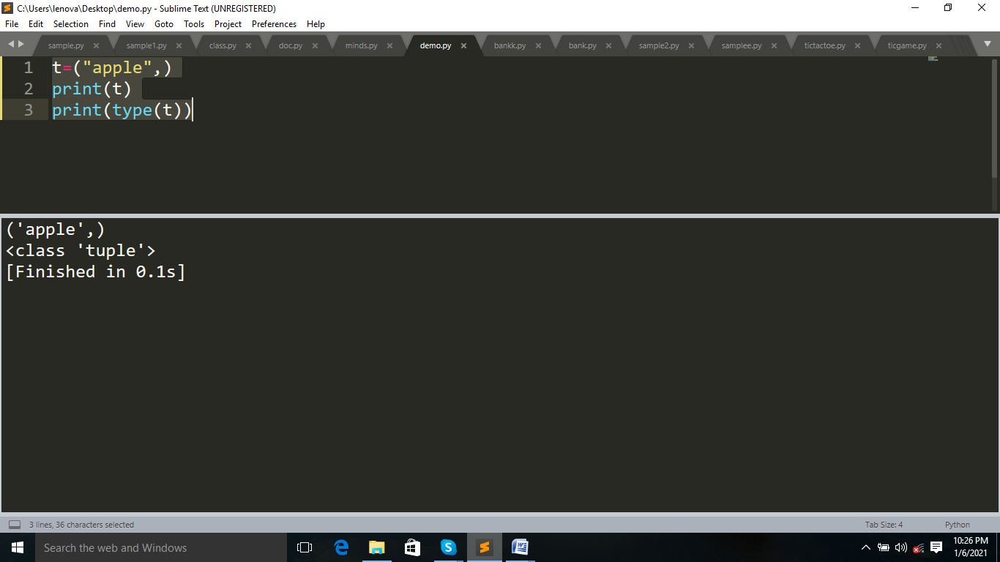 C:\Users\lenova\Desktop\demo.py - Sublime Text (UNREGISTERED)
File Edit Selection Find View Goto Tools Project Preferences Help
sample.py sample1.py class.py doc.py minds.py demo.py bankk.py bank.py sample2.py samplee.py tictactoe.py ticgame.py
1 t=("apple",)
2 print(t)
3 print(type(t))
('apple',)
<class 'tuple'>
[Finished in 0.1s]
3 lines, 36 characters selected Tab Size: 4 Python
Search the web and Windows
10:26 PM
1/6/2021